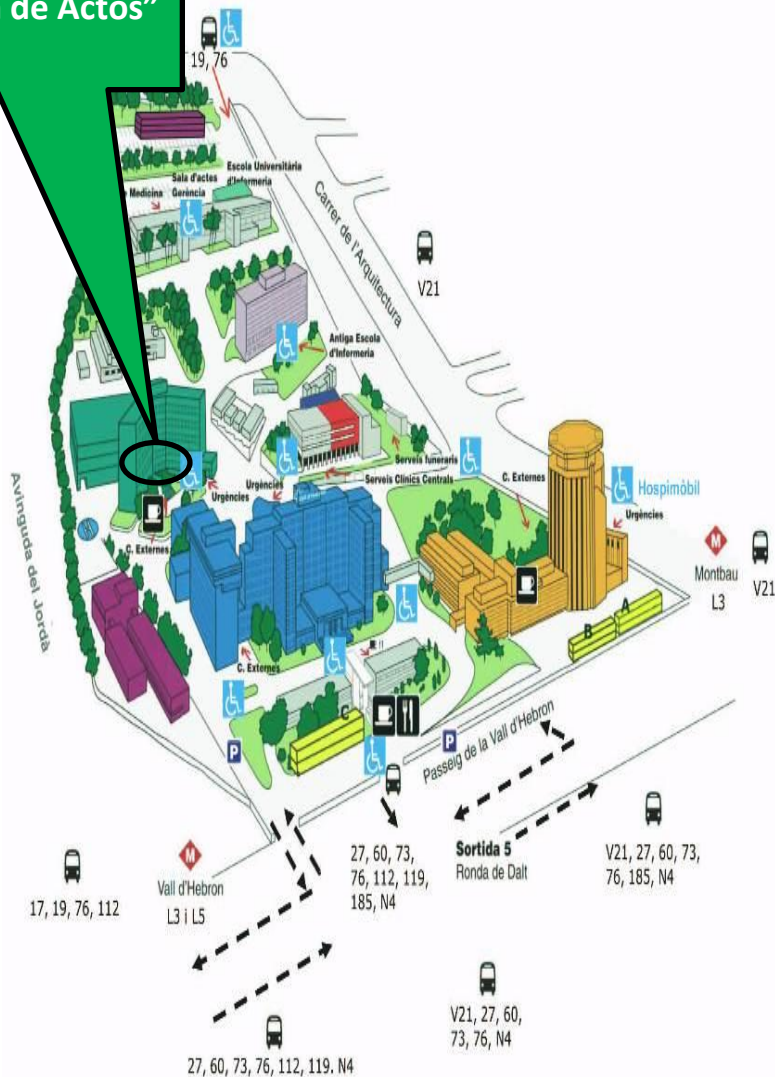 de Actos”
19, 76
Sala d'actes
Gerència
Escola Universitària
d'Infermeria
Medicina
Carrer de l'Arquitectura
V21
Antiga Escola
d'Infermeria
Serveis funeraris
Serveis Clínics Centrals
Urgències
Urgències
C. Externes
Hospimòbil
Urgències
C. Externes
Avinguda del Jordà
H
M
Montbau
L3
V21
A
B
C. Externes
C
P
P
Passeig de la Vall d'Hebron
M
Vall d'Hebron
L3 i L5
17, 19, 76, 112
27, 60, 73,
76, 112, 119,
185, N4
Sortida 5
Ronda de Dalt
V21, 27, 60, 73,
76, 185, N4
V21, 27, 60,
73, 76, N4
27, 60, 73, 76, 112, 119. N4